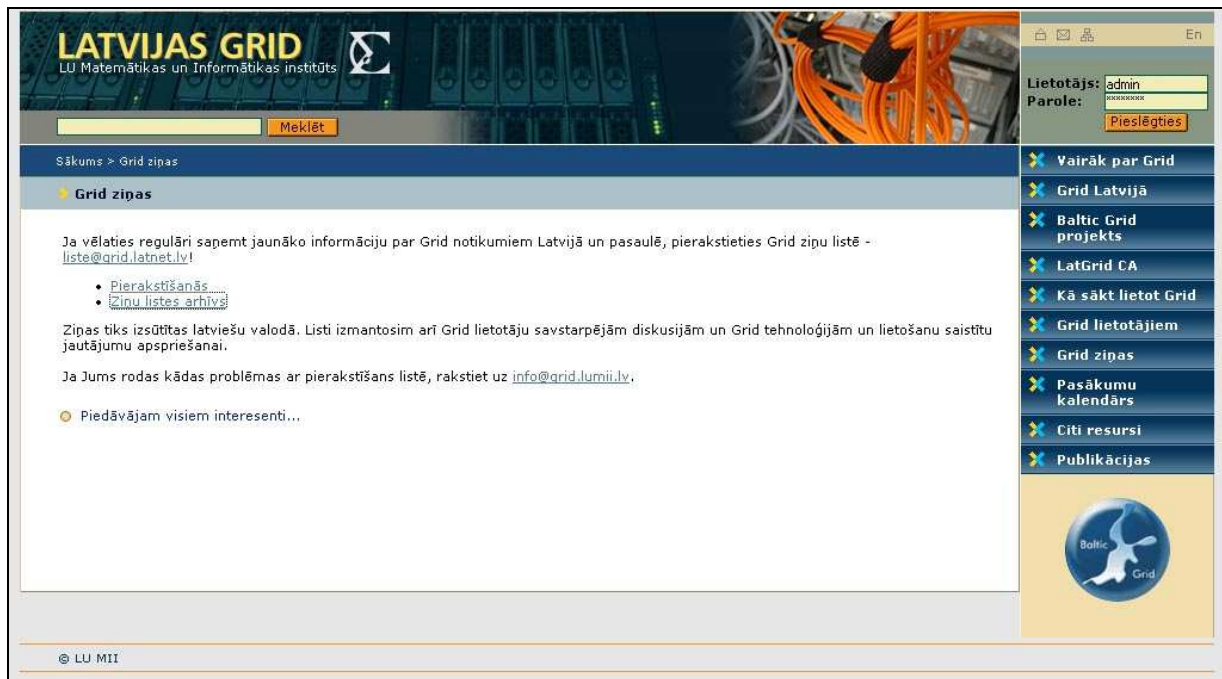 LATVIJAS GRID
LU Matemātikas un Informātikas institūts
Meklēt
En
Lietotājs: admin
Parole: ********
Pieslēgties
Sākums > Grid ziņas
Grid ziņas
Ja vēlaties regulāri saņemt jaunāko informāciju par Grid notikumiem Latvijā un pasaulē, pierakstieties Grid ziņu listē -
liste@grid.latnet.lv!
• Pierakstīšanās
• Ziņu listes arhīvs
Ziņas tiks izsūtītas latviešu valodā. Listi izmantosim arī Grid lietotāju savstarpējām diskusijām un Grid tehnoloģijām un lietošanu saistītu
jautājumu apspriešanai.
Ja Jums rodas kādas problēmas ar pierakstīšans listē, rakstiet uz info@grid.lumii.lv.
Piedāvājam visiem interesenti...
Vairāk par Grid
Grid Latvijā
Baltic Grid
projekts
LatGrid CA
Kā sākt lietot Grid
Grid lietotājiem
Grid ziņas
Pasākumu
kalendārs
Citi resursi
Publikācijas
Baltic
Grid
© LU MII